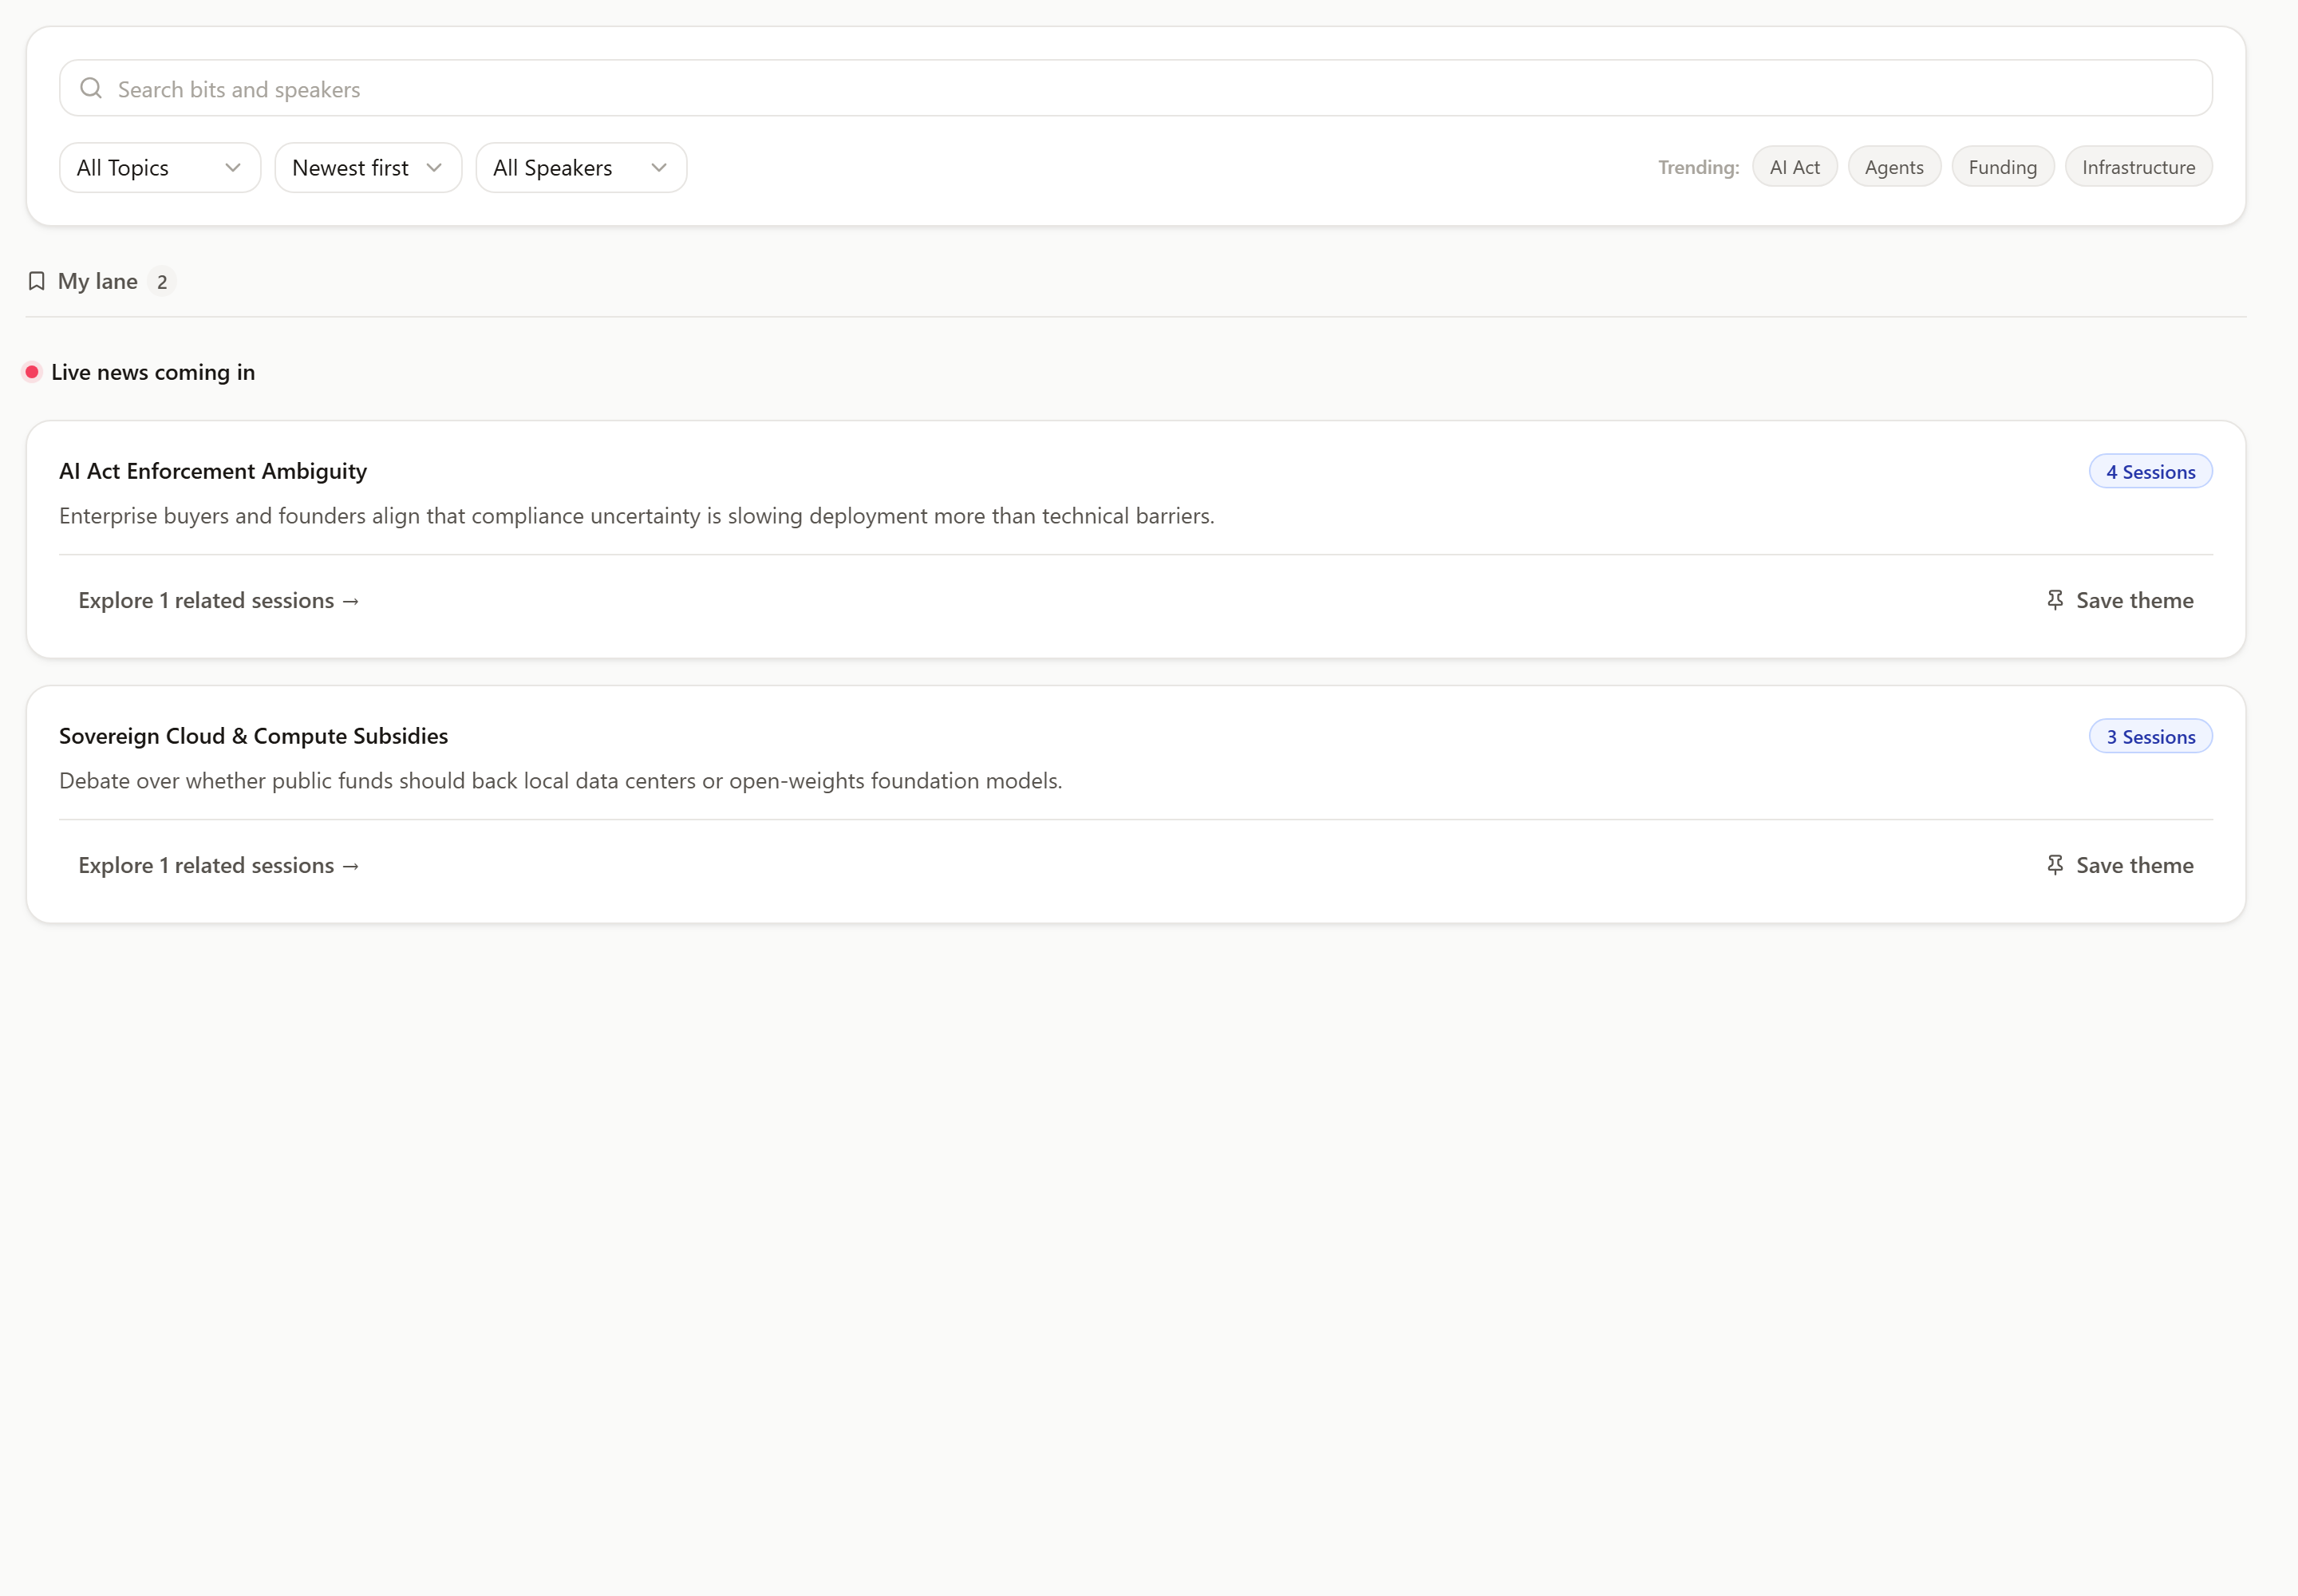 Search bits and speakers
All Topics Newest first All Speakers Trending: AI Act Agents Funding Infrastructure
My lane 2
Live news coming in
AI Act Enforcement Ambiguity 4 Sessions
Enterprise buyers and founders align that compliance uncertainty is slowing deployment more than technical barriers.
Explore 1 related sessions → Save theme
Sovereign Cloud & Compute Subsidies 3 Sessions
Debate over whether public funds should back local data centers or open-weights foundation models.
Explore 1 related sessions → Save theme